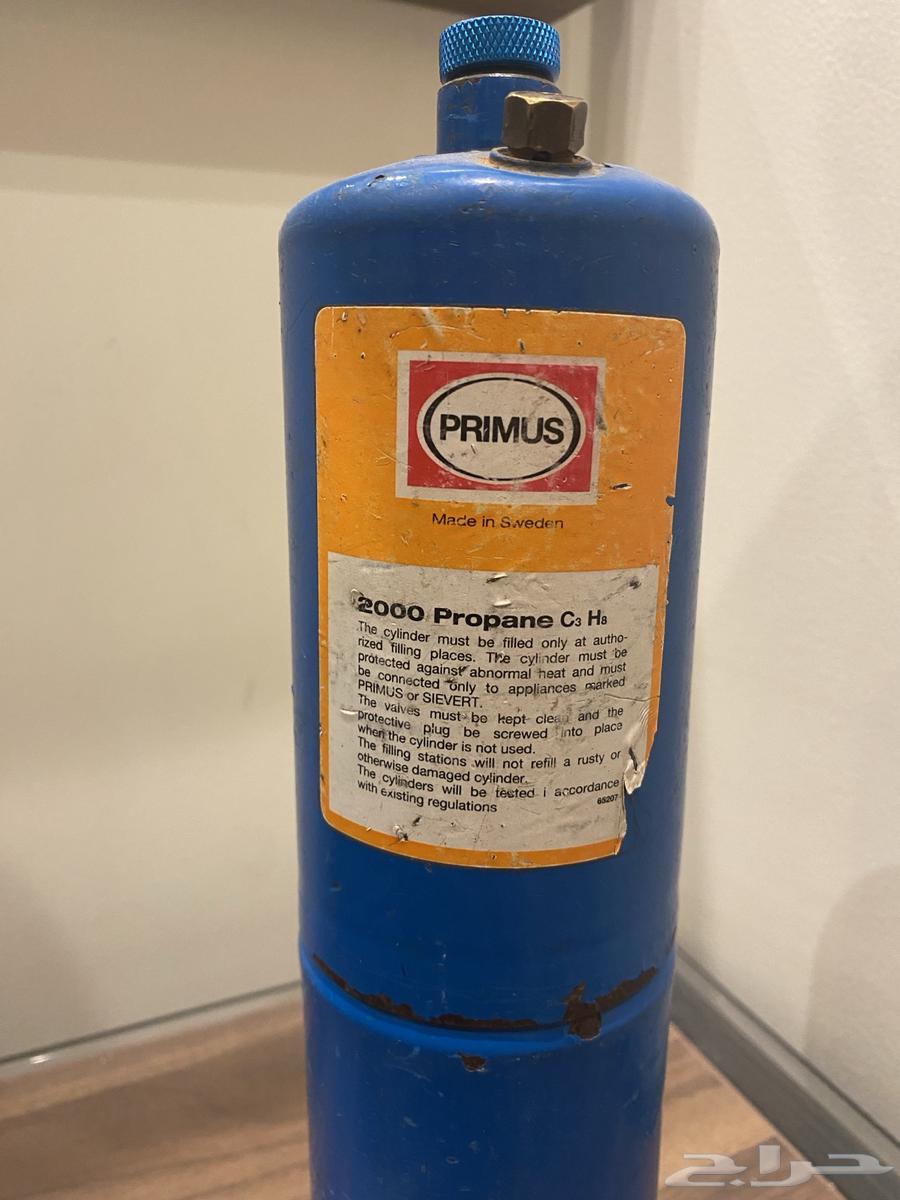 PRIMUS
Made in Sweden
2000 Propane C3 H8
The cylinder must be filled only at autho-
rized filling places. The cylinder must be
protected against abnormal heat and must
be connected only to appliances marked
PRIMUS or SIEVERT.
The valves must be kept clean and the
protective plug be screwed into place
when the cylinder is not used.
The filling stations will not refill a rusty or
otherwise damaged cylinder.
The cylinders will be tested i accordance
with existing regulations
65207
حراج